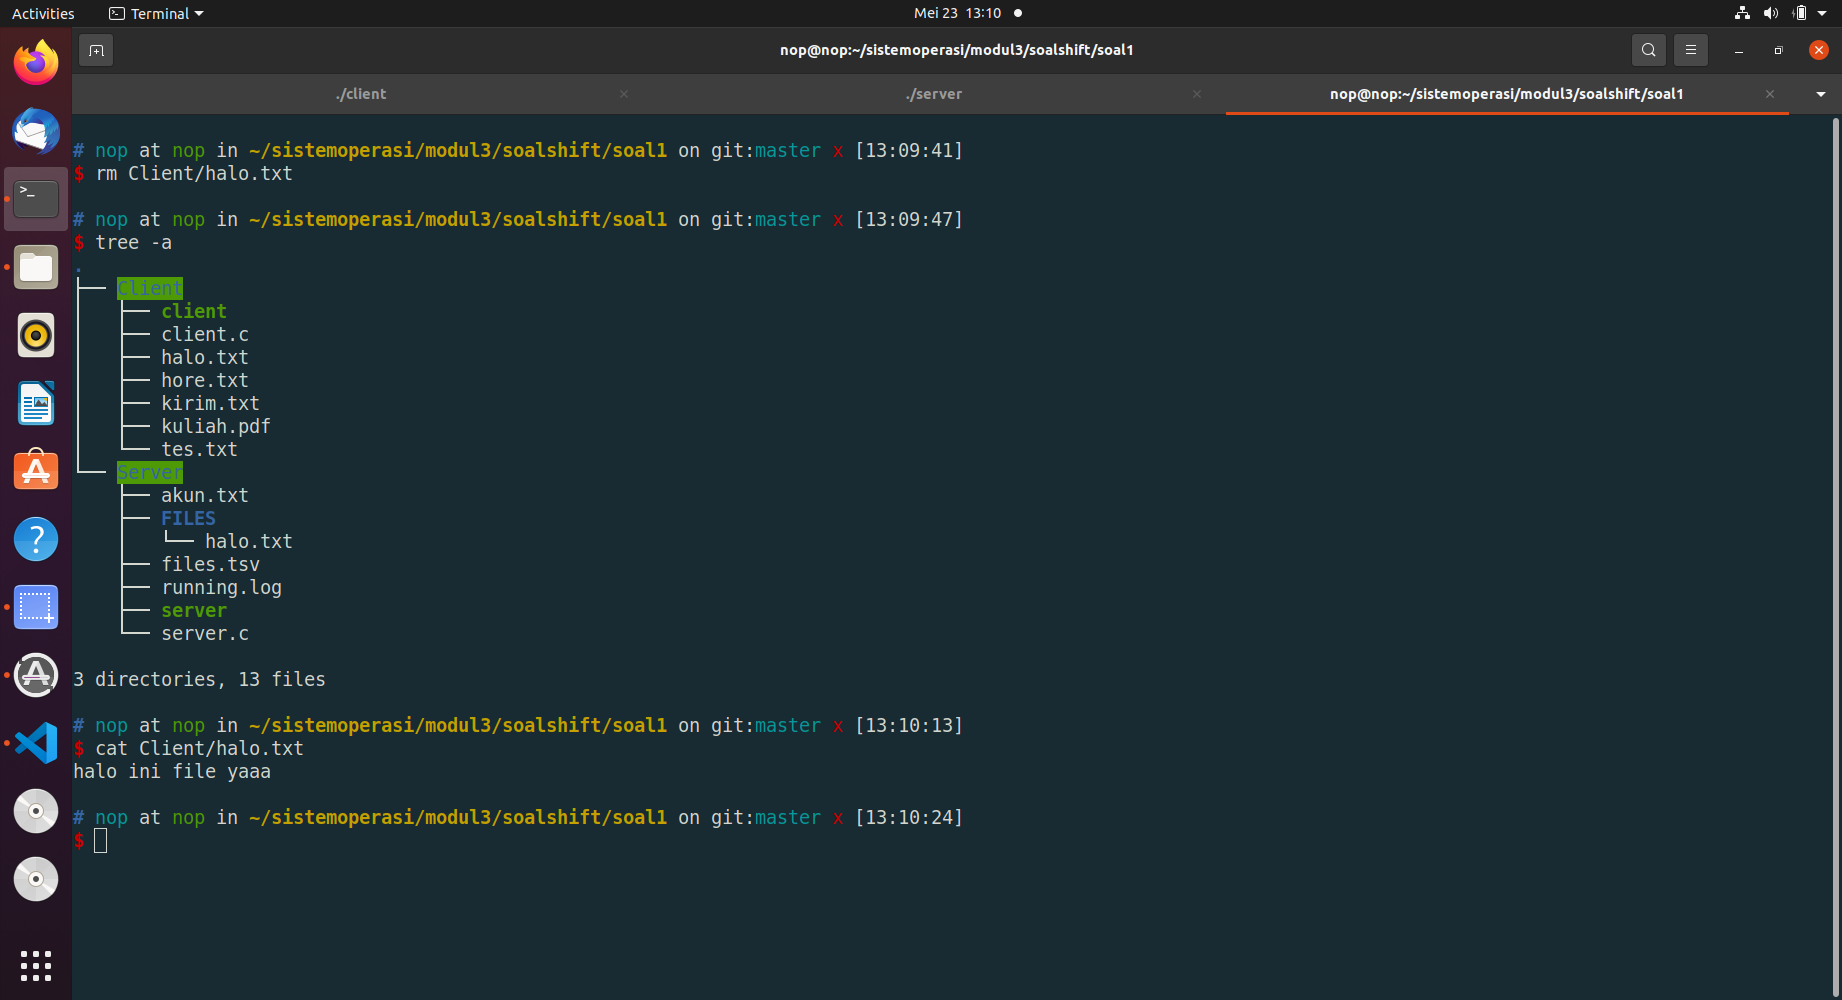 Activities Terminal Mei 23 13:10
nop@nop:~/sistemoperasi/modul3/soalshift/soal1
./client ./server nop@nop:~/sistemoperasi/modul3/soalshift/soal1
# nop at nop in ~/sistemoperasi/modul3/soalshift/soal1 on git:master x [13:09:41]
$ rm Client/halo.txt
# nop at nop in ~/sistemoperasi/modul3/soalshift/soal1 on git:master x [13:09:47]
$ tree -a
.
├── Client
│   ├── client
│   ├── client.c
│   ├── halo.txt
│   ├── hore.txt
│   ├── kirim.txt
│   ├── kuliah.pdf
│   └── tes.txt
└── Server
    ├── akun.txt
    ├── FILES
    │   └── halo.txt
    ├── files.tsv
    ├── running.log
    ├── server
    └── server.c
3 directories, 13 files
# nop at nop in ~/sistemoperasi/modul3/soalshift/soal1 on git:master x [13:10:13]
$ cat Client/halo.txt
halo ini file yaaa
# nop at nop in ~/sistemoperasi/modul3/soalshift/soal1 on git:master x [13:10:24]
$